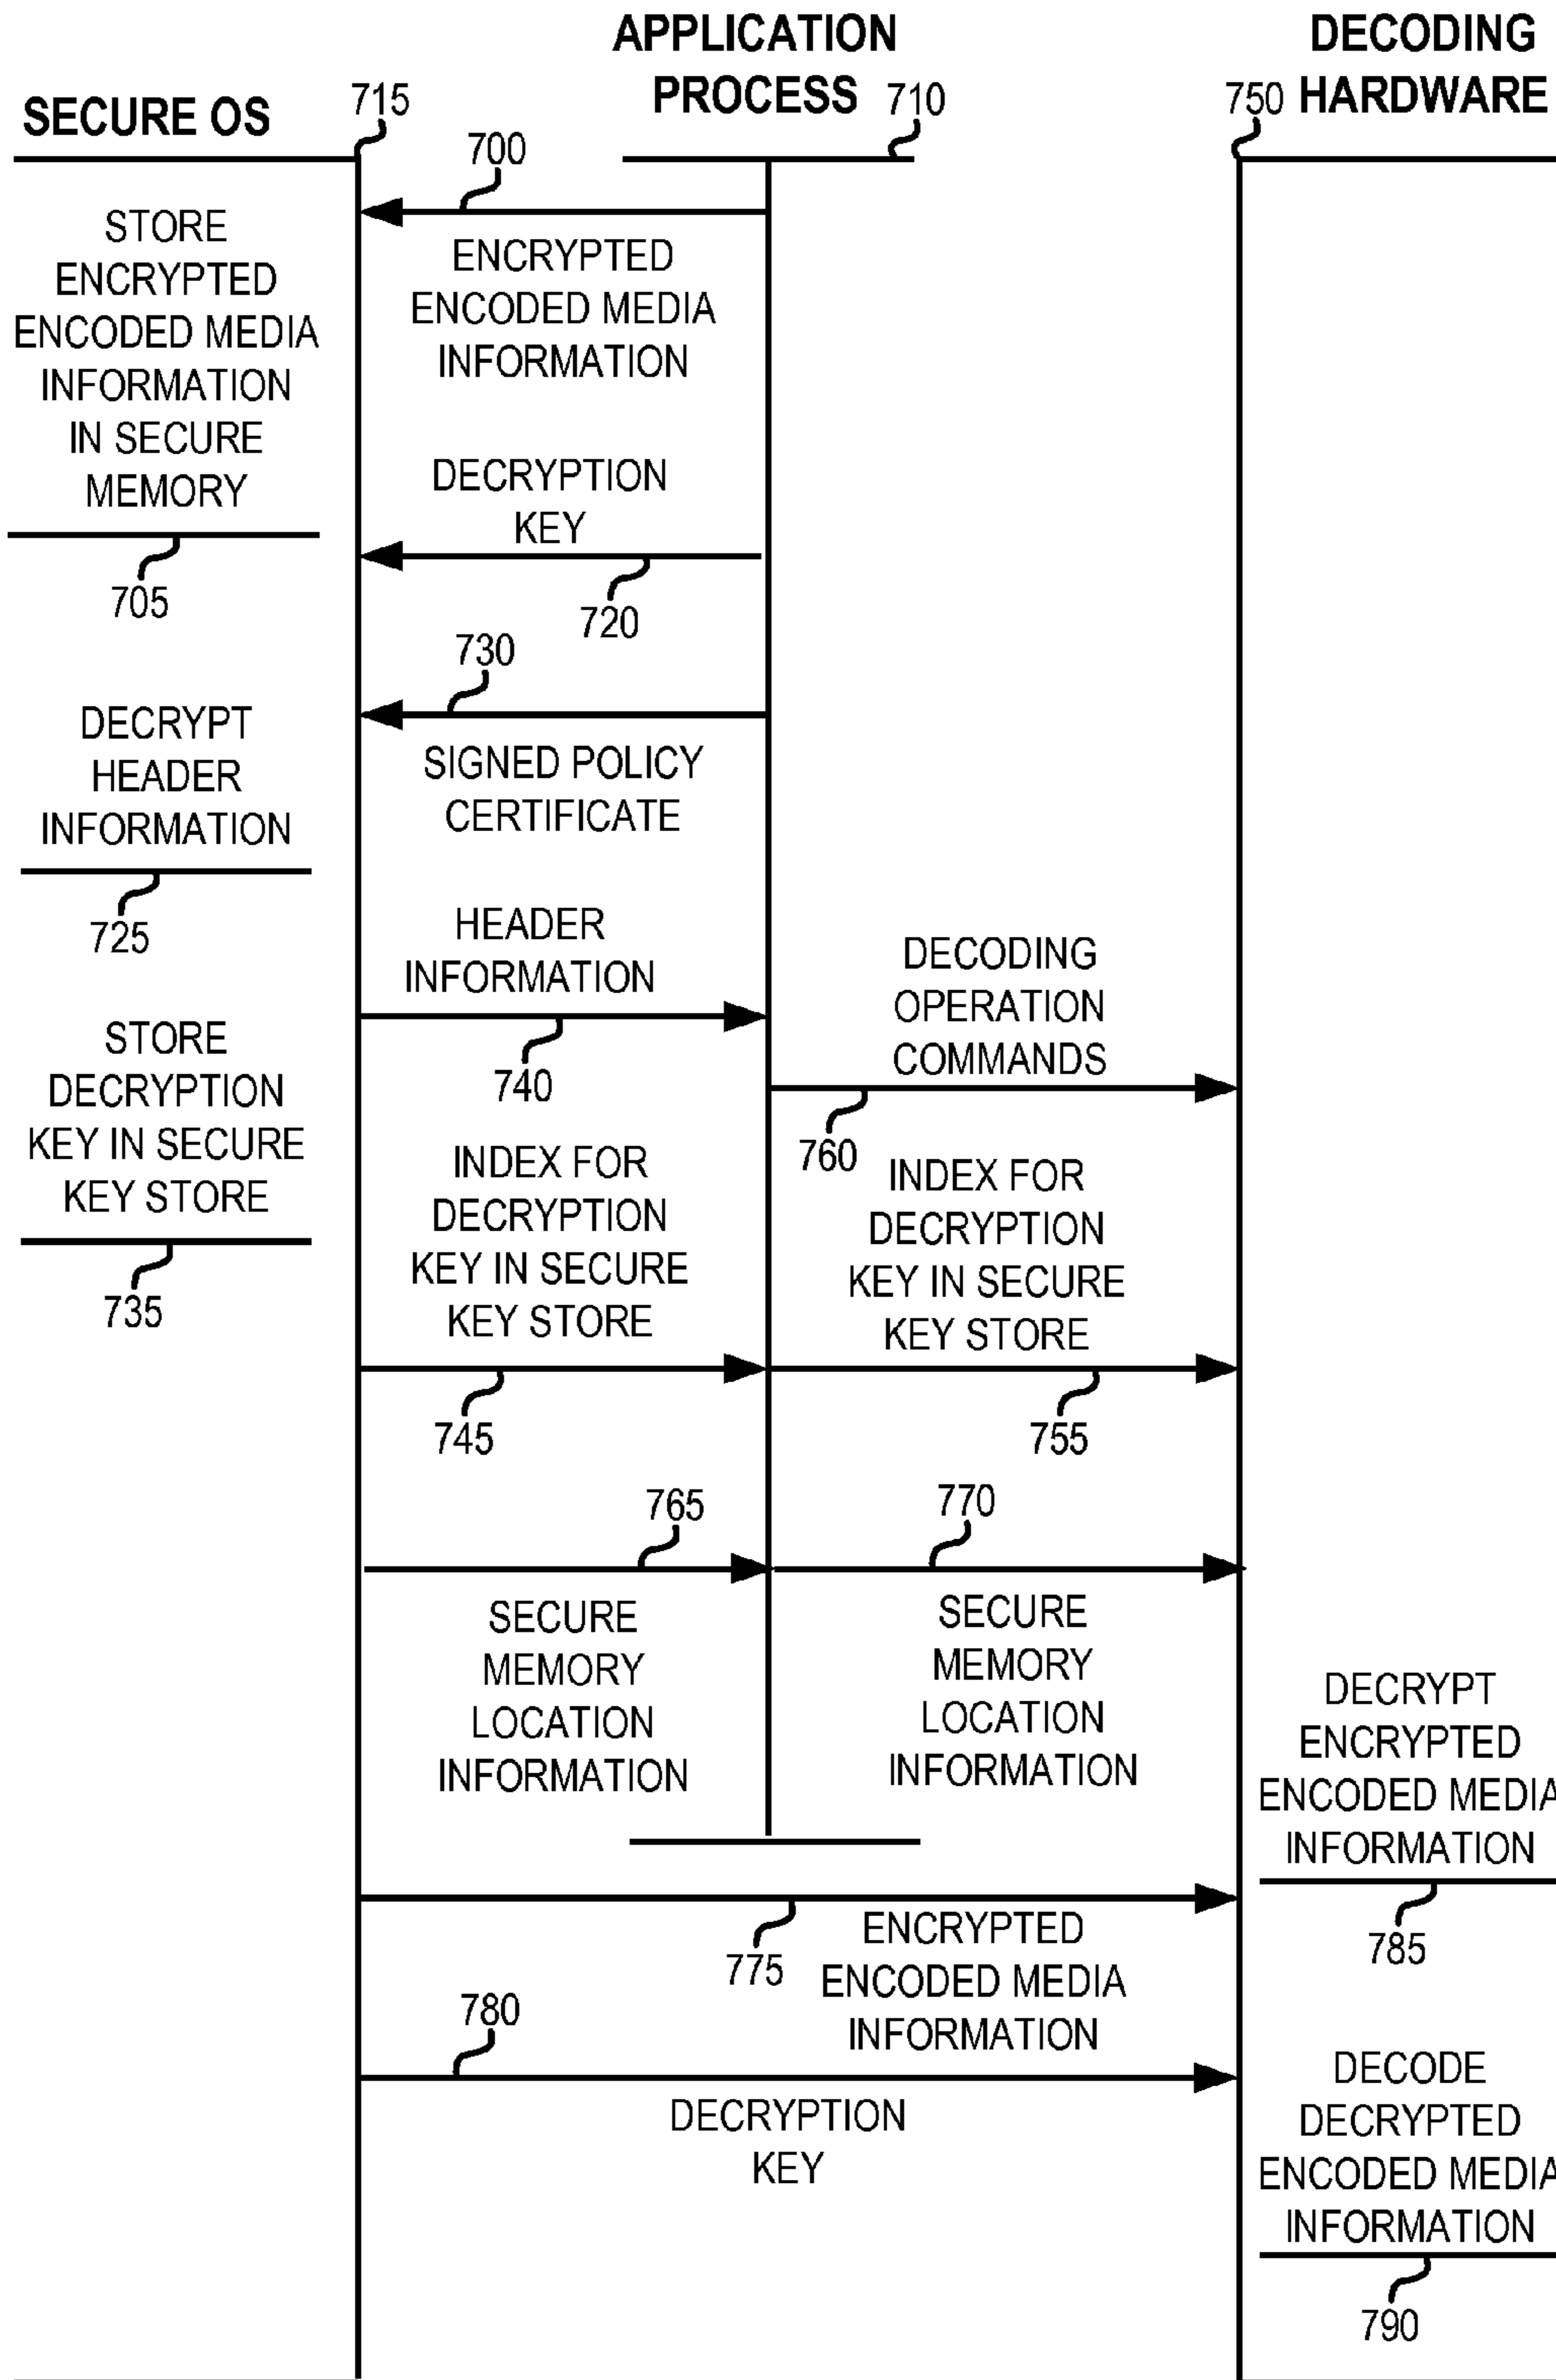 APPLICATION
PROCESS
710
DECODING
HARDWARE
750
SECURE OS
715
700
STORE
ENCRYPTED
ENCODED MEDIA
INFORMATION
IN SECURE
MEMORY
705
ENCRYPTED
ENCODED MEDIA
INFORMATION
DECRYPTION
KEY
720
730
SIGNED POLICY
CERTIFICATE
DECRYPT
HEADER
INFORMATION
725
HEADER
INFORMATION
740
DECODING
OPERATION
COMMANDS
760
STORE
DECRYPTION
KEY IN SECURE
KEY STORE
735
INDEX FOR
DECRYPTION
KEY IN SECURE
KEY STORE
745
INDEX FOR
DECRYPTION
KEY IN SECURE
KEY STORE
755
765
SECURE
MEMORY
LOCATION
INFORMATION
770
SECURE
MEMORY
LOCATION
INFORMATION
DECRYPT
ENCRYPTED
ENCODED MEDIA
INFORMATION
785
775
ENCRYPTED
ENCODED MEDIA
INFORMATION
780
DECRYPTION
KEY
DECODE
DECRYPTED
ENCODED MEDIA
INFORMATION
790